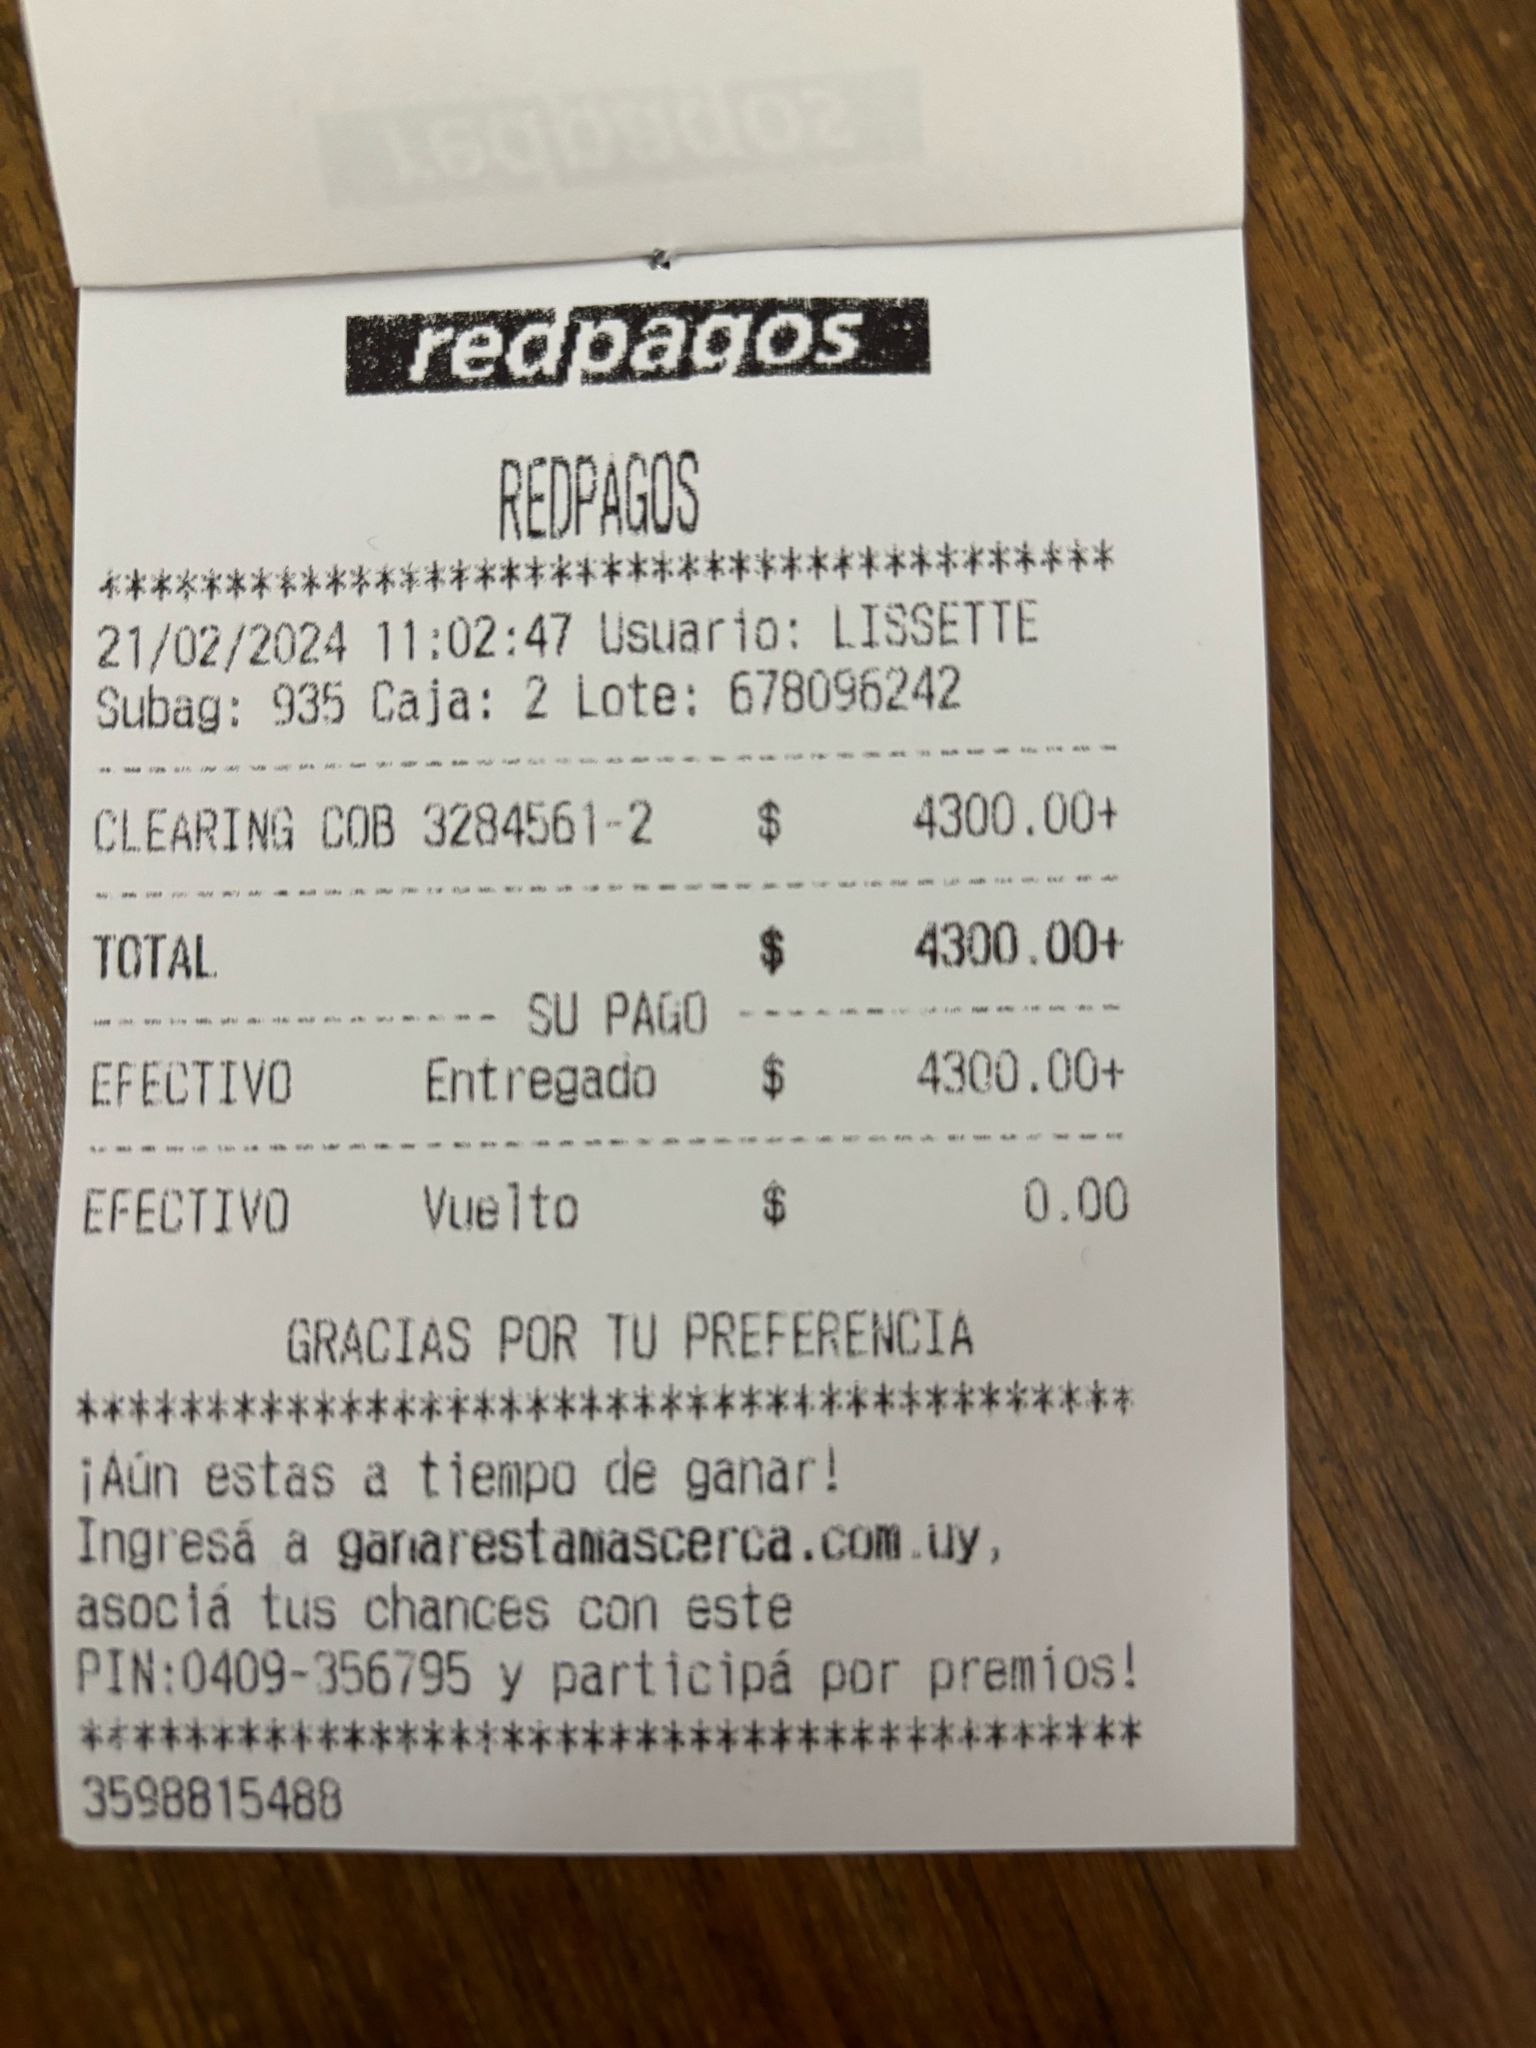 redpagos
redpagos
REDPAGOS
****************************************
21/02/2024 11:02:47 Usuario: LISSETTE
Subag: 935 Caja: 2 Lote: 678096242
----------------------------------------
CLEARING COB 3284561-2 $ 4300.00+
----------------------------------------
TOTAL $ 4300.00+
---------------- SU PAGO ---------------
EFECTIVO Entregado $ 4300.00+
----------------------------------------
EFECTIVO Vuelto $ 0.00
GRACIAS POR TU PREFERENCIA
****************************************
¡Aún estas a tiempo de ganar!
Ingresá a ganarestamascerca.com.uy,
asociá tus chances con este
PIN:0409-356795 y participá por premios!
****************************************
3598815488